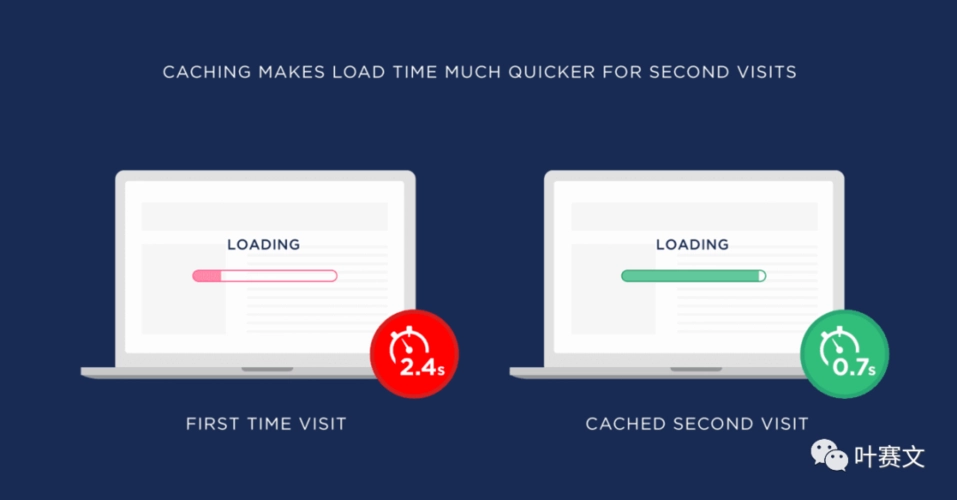 CACHING MAKES LOAD TIME MUCH QUICKER FOR SECOND VISITS
LOADING
2.4s
FIRST TIME VISIT
LOADING
0.7s
CACHED SECOND VISIT
叶赛文